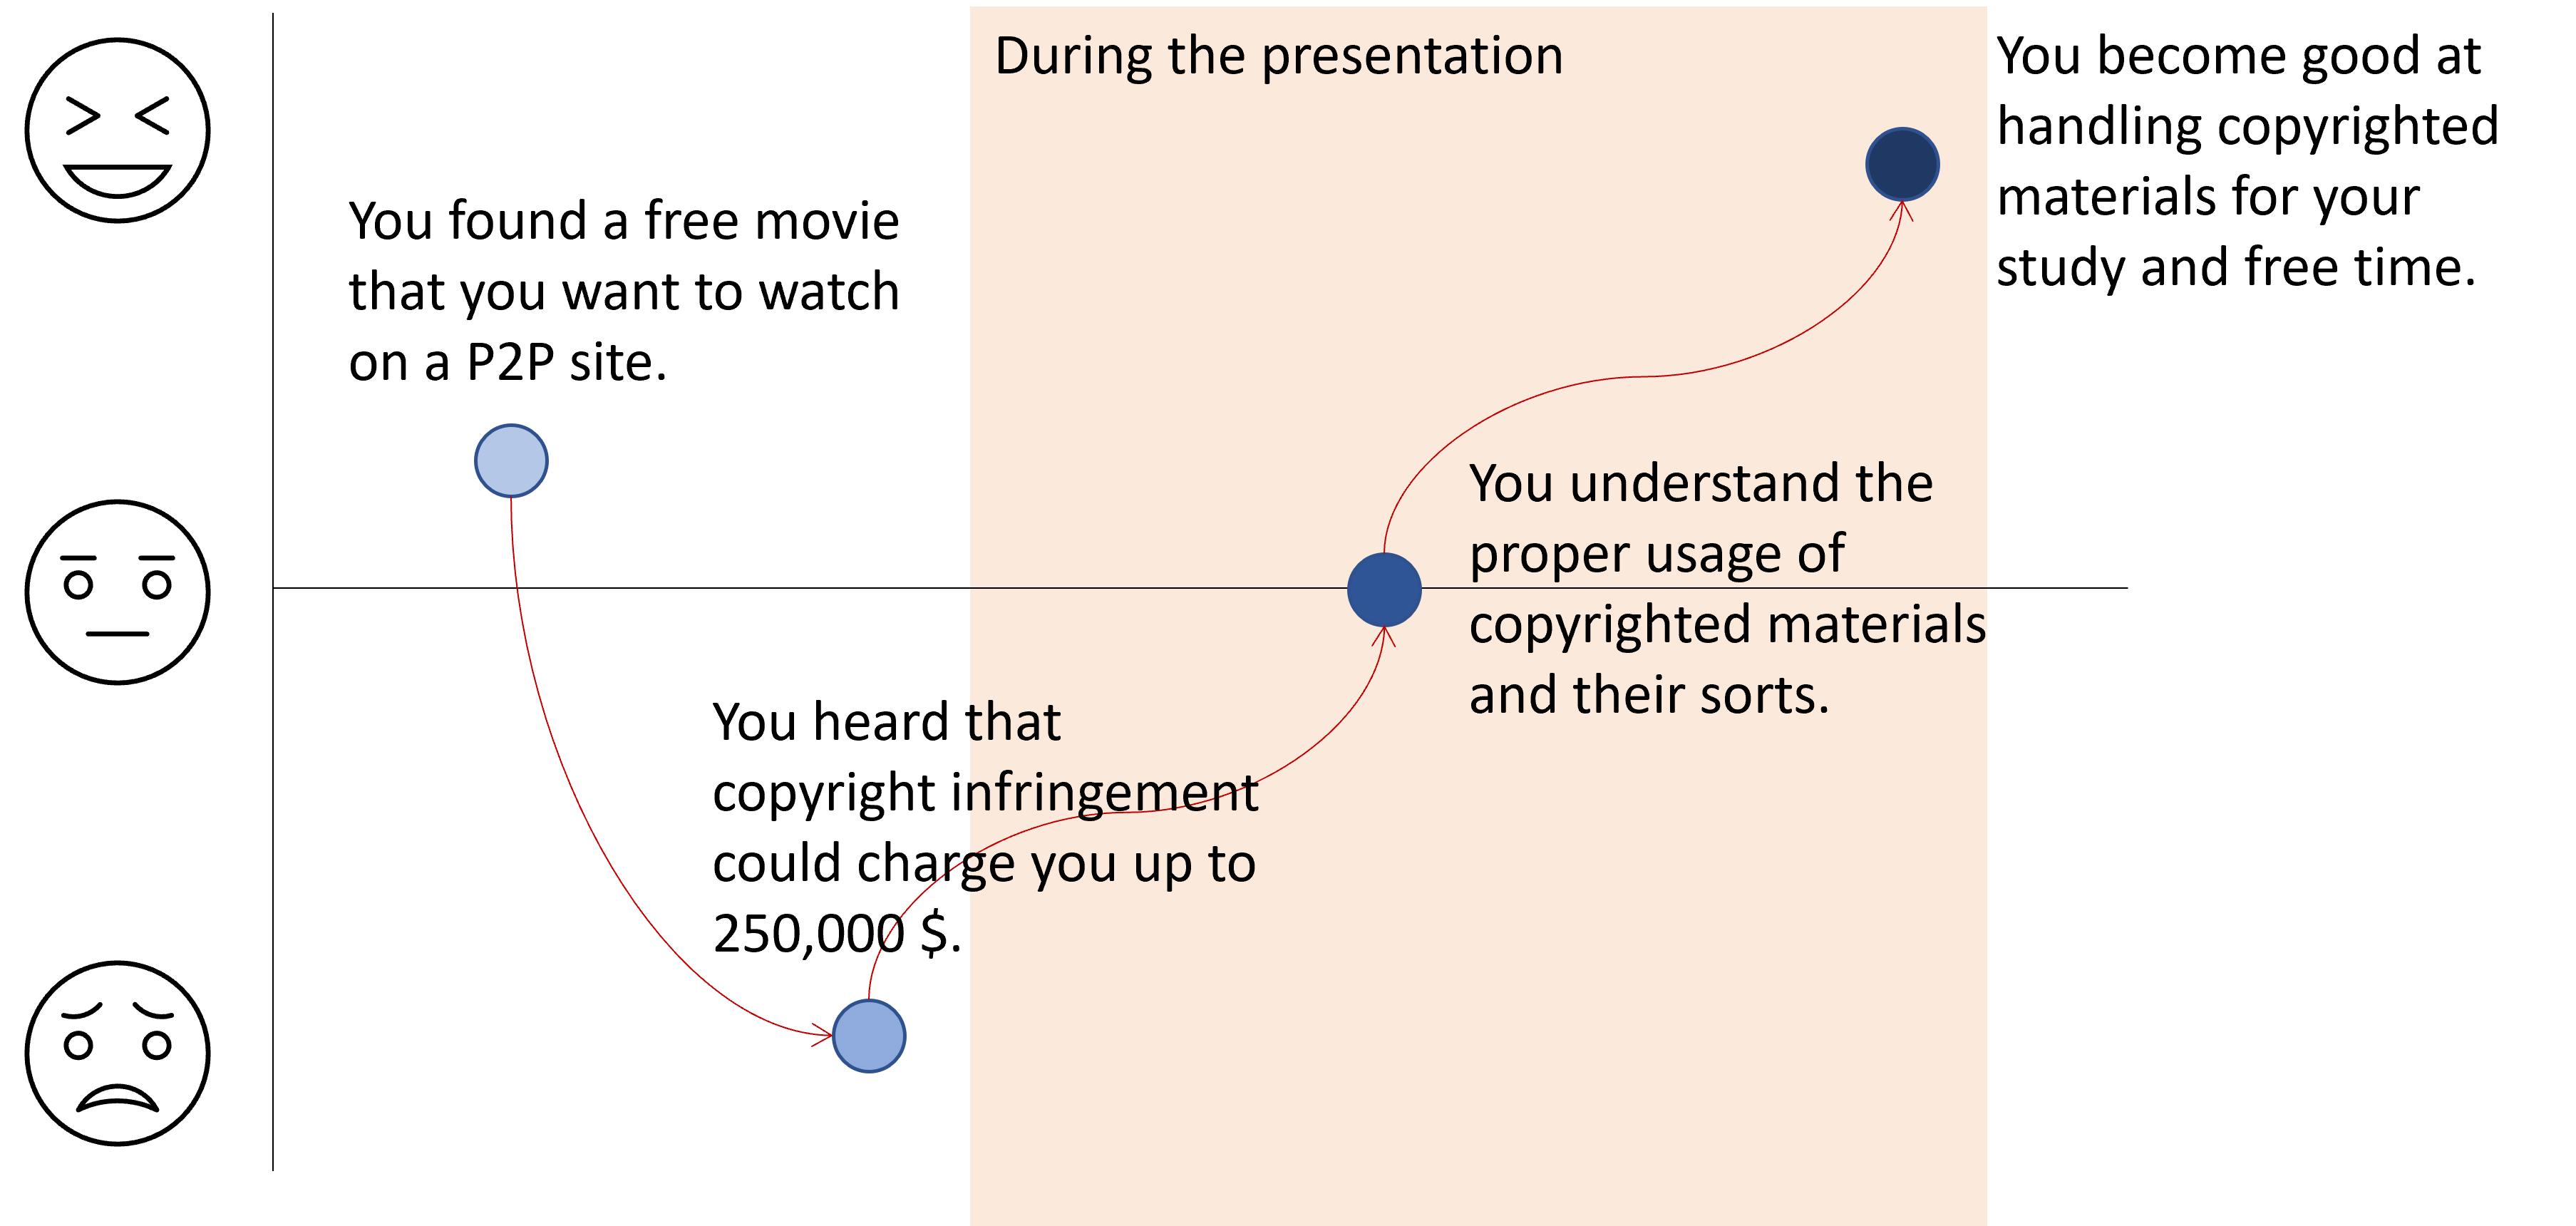 During the presentation
You become good at
handling copyrighted
materials for your
study and free time.
You found a free movie
that you want to watch
on a P2P site.
You understand the
proper usage of
copyrighted materials
and their sorts.
You heard that
copyright infringement
could charge you up to
250,000 $.